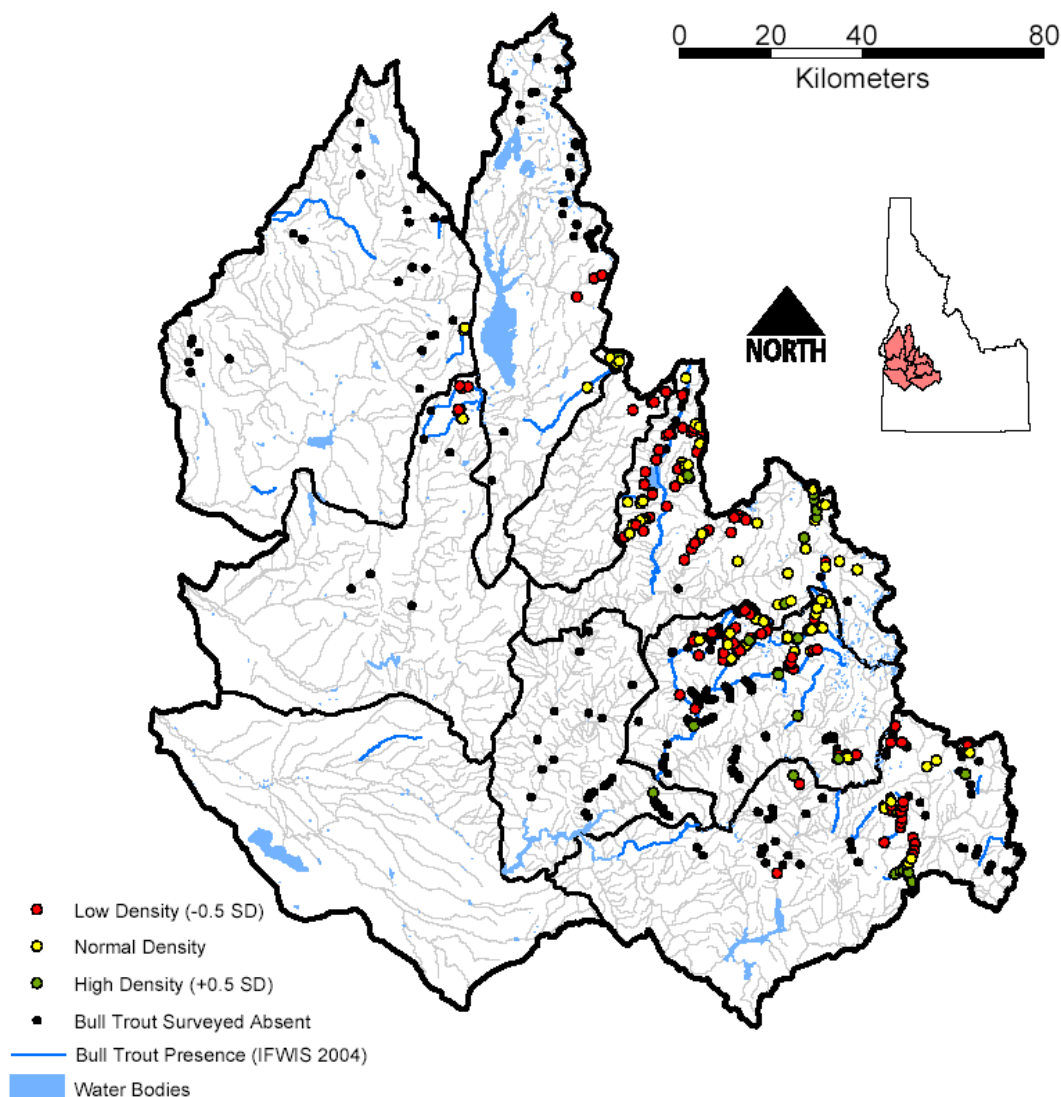 0 20 40 80
Kilometers
NORTH
Low Density (-0.5 SD)
Normal Density
High Density (+0.5 SD)
Bull Trout Surveyed Absent
Bull Trout Presence (IFWIS 2004)
Water Bodies